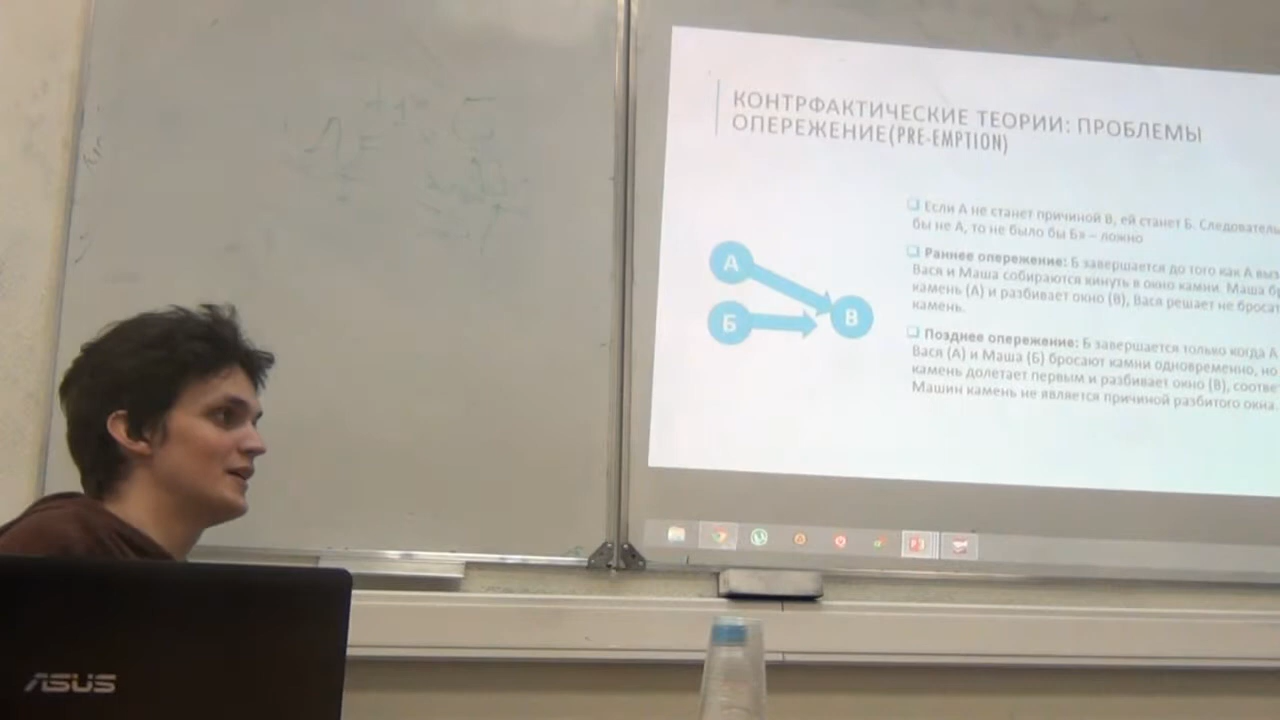 КОНТРФАКТИЧЕСКИЕ ТЕОРИИ: ПРОБЛЕМЫ
ОПЕРЕЖЕНИЕ(PRE-EMPTION)
А
Б
В
Если А не станет причиной В, ей станет Б.
бы не А, то не было бы Б» – ложно
Раннее опережение: Б завершается до того как А
Вася и Маша собираются кинуть в окно камни. Маша
камень (А) и разбивает окно (В), Вася решает не
камень.
Позднее опережение: Б завершается только когда А
Вася (А) и Маша (Б) бросают камни одновременно, но
камень долетает первым и разбивает окно (В),
Машин камень не является причиной разбитого окна.
ASUS